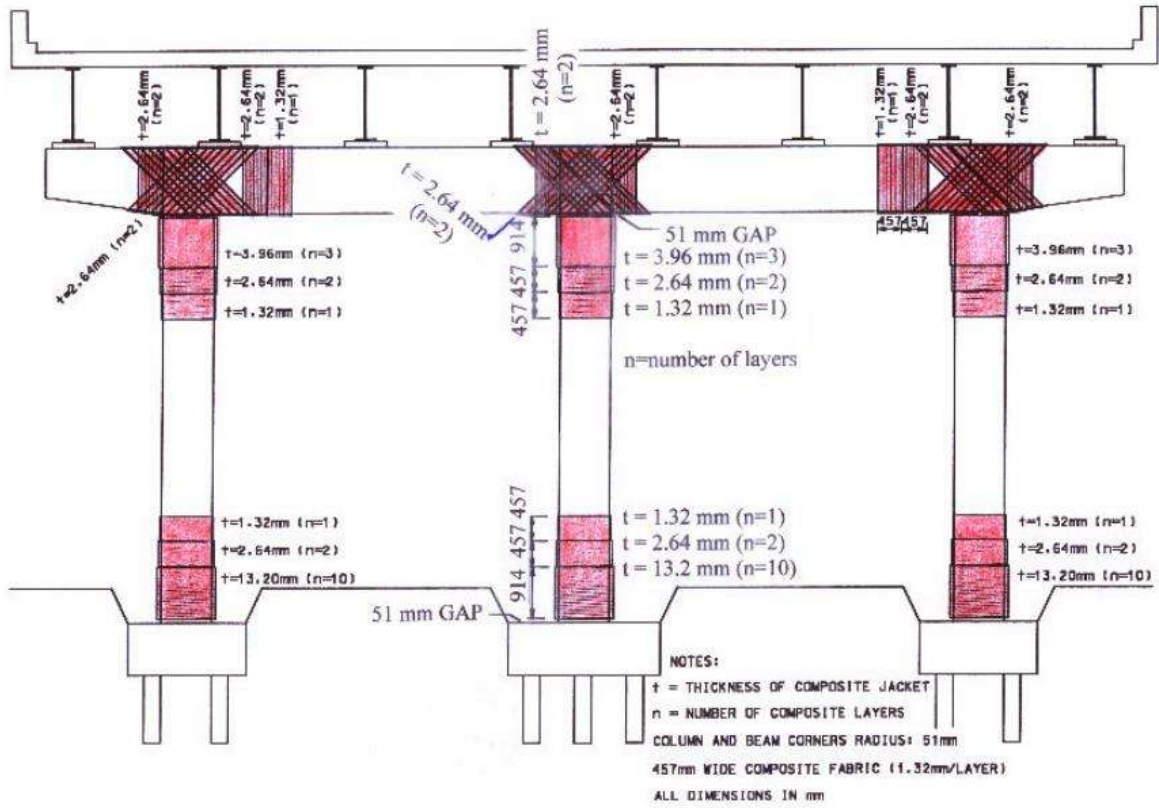 t=2.64mm
(n=2)
t=2.64mm
(n=2)
t=1.32mm
(n=1)
t = 2.64 mm
(n=2)
t=2.64mm
(n=2)
t=1.32mm
(n=1)
t=2.64mm
(n=2)
t=2.64mm
(n=2)
t = 2.64 mm
(n=2)
t=2.64mm (n=2)
914
457
457
51 mm GAP
t = 3.96 mm (n=3)
t = 2.64 mm (n=2)
t = 1.32 mm (n=1)
n=number of layers
457
457
t=3.96mm (n=3)
t=2.64mm (n=2)
t=1.32mm (n=1)
t=3.96mm (n=3)
t=2.64mm (n=2)
t=1.32mm (n=1)
t=1.32mm (n=1)
t=2.64mm (n=2)
t=13.20mm (n=10)
457
457
914
t = 1.32 mm (n=1)
t = 2.64 mm (n=2)
t = 13.2 mm (n=10)
51 mm GAP
t=1.32mm (n=1)
t=2.64mm (n=2)
t=13.20mm (n=10)
NOTES:
t = THICKNESS OF COMPOSITE JACKET
n = NUMBER OF COMPOSITE LAYERS
COLUMN AND BEAM CORNERS RADIUS: 51mm
457mm WIDE COMPOSITE FABRIC (1.32mm/LAYER)
ALL DIMENSIONS IN mm